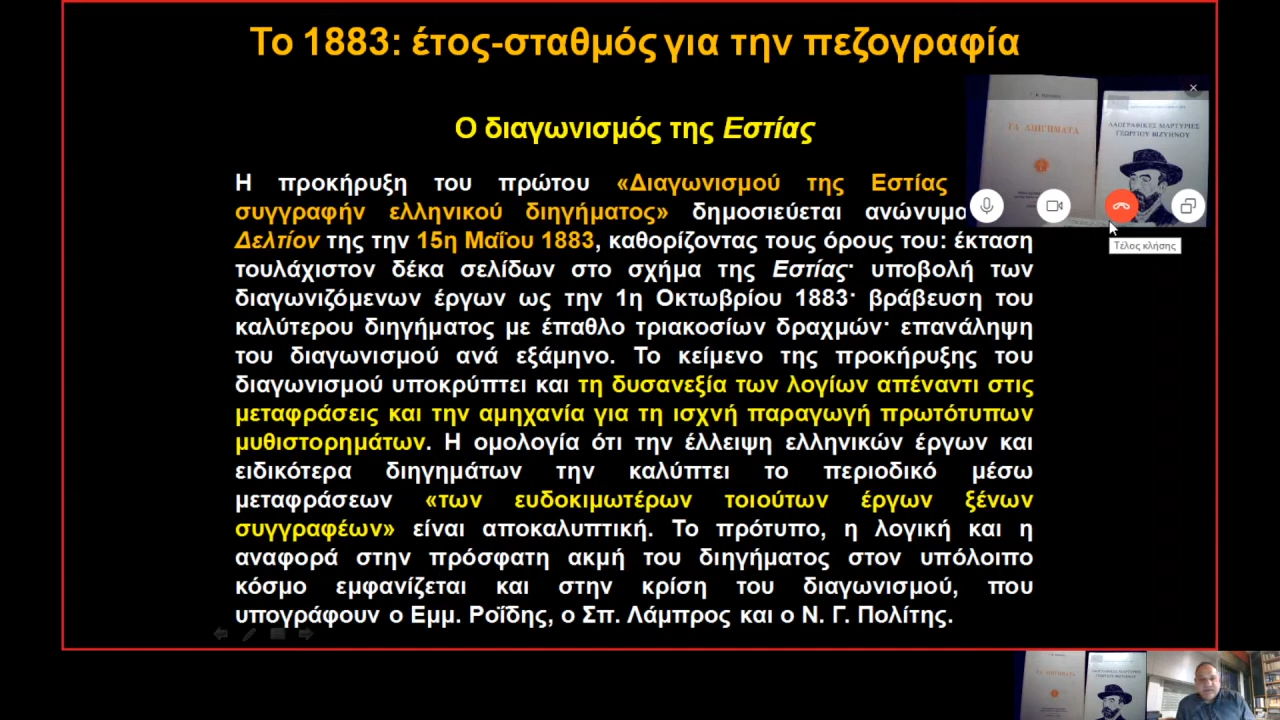 Το 1883: έτος-σταθμός για την πεζογραφία
Ο διαγωνισμός της Εστίας
Η προκήρυξη του πρώτου «Διαγωνισμού της Εστίας
συγγραφήν ελληνικού διηγήματος» δημοσιεύεται ανώνυμα
Δελτίον της την 15η Μαΐου 1883, καθορίζοντας τους όρους του: έκταση
τουλάχιστον δέκα σελίδων στο σχήμα της Εστίας· υποβολή των
διαγωνιζόμενων έργων ως την 1η Οκτωβρίου 1883· βράβευση του
καλύτερου διηγήματος με έπαθλο τριακοσίων δραχμών· επανάληψη
του διαγωνισμού ανά εξάμηνο. Το κείμενο της προκήρυξης του
διαγωνισμού υποκρύπτει και τη δυσανεξία των λογίων απέναντι στις
μεταφράσεις και την αμηχανία για τη ισχνή παραγωγή πρωτότυπων
μυθιστορημάτων. Η ομολογία ότι την έλλειψη ελληνικών έργων και
ειδικότερα διηγημάτων την καλύπτει το περιοδικό μέσω
μεταφράσεων «των ευδοκιμωτέρων τοιούτων έργων ξένων
συγγραφέων» είναι αποκαλυπτική. Το πρότυπο, η λογική και η
αναφορά στην πρόσφατη ακμή του διηγήματος στον υπόλοιπο
κόσμο εμφανίζεται και στην κρίση του διαγωνισμού, που
υπογράφουν ο Εμμ. Ροΐδης, ο Σπ. Λάμπρος και ο Ν. Γ. Πολίτης.
ΤΑ ΔΙΗΓΗΜΑΤΑ
ΛΑΟΓΡΑΦΙΚΕΣ ΜΑΡΤΥΡΙΕΣ
ΓΕΩΡΓΙΟΥ ΒΙΖΥΗΝΟΥ
Τέλος κλήσης
ΤΑ ΔΙΗΓΗΜΑΤΑ
ΛΑΟΓΡΑΦΙΚΕΣ ΜΑΡΤΥΡΙΕΣ
ΓΕΩΡΓΙΟΥ ΒΙΖΥΗΝΟΥ